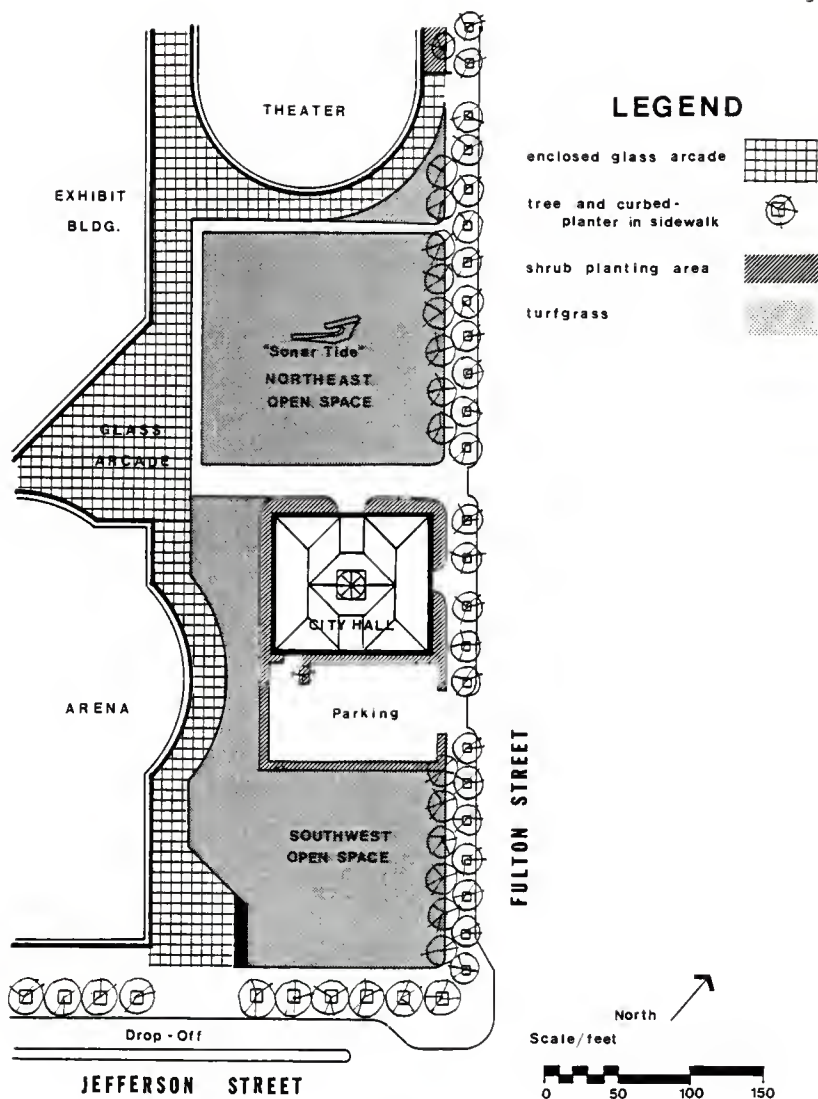 THEATER
EXHIBIT
BLDG.
"Sonar Tide"
NORTHEAST
OPEN SPACE
GLASS
ARCADE
CITY HALL
ARENA
Parking
SOUTHWEST
OPEN SPACE
FULTON STREET
Drop-Off
JEFFERSON STREET
LEGEND
enclosed glass arcade
tree and curbed-
planter in sidewalk
shrub planting area
turfgrass
North
Scale/feet
0 50 100 150